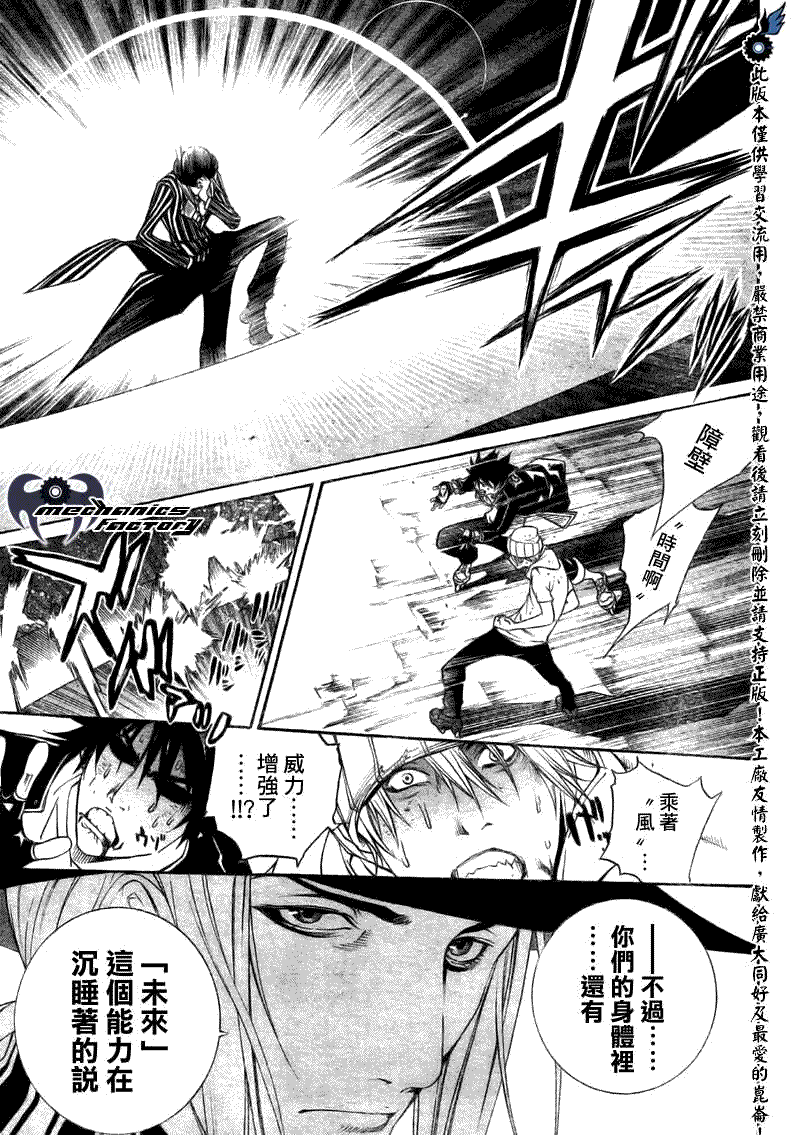 此版本僅供學習交流用，嚴禁商業用途，觀看後請立刻刪除並請支持正版！本工廠友情製作，獻給廣大同好及最愛的崑崙！
障壁
〝時間啊〞
mechanics
factory
乘著
〝風〞…
威力……
增強了
……!!?
——不過……
你們的身體裡
……還有
「未來」
這個能力在
沉睡著的說